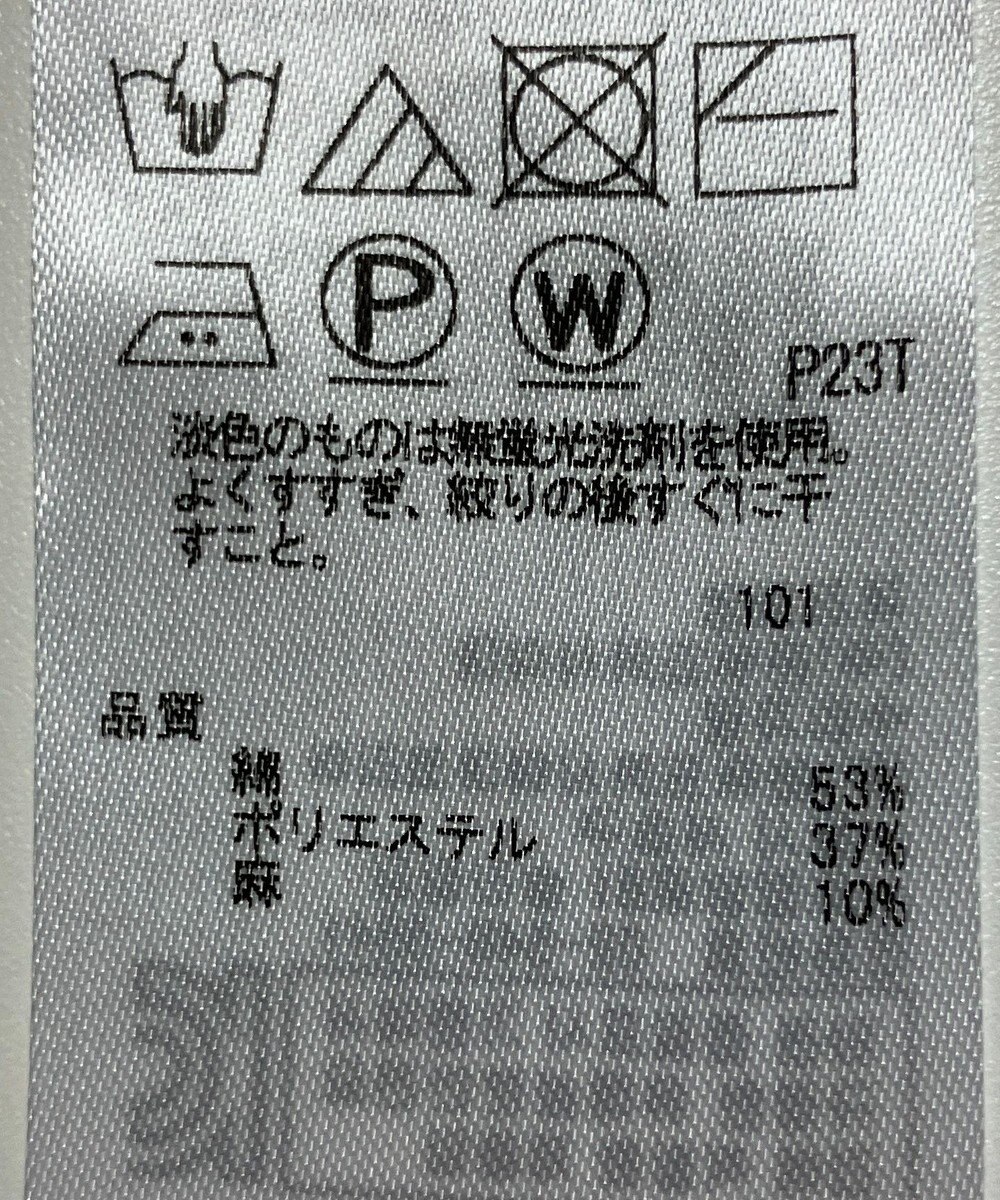 P
W
P23T
淡色のものは無蛍光洗剤を使用。
よくすすぎ、絞りの後すぐに干
すこと。
101
品質
綿 53%
ポリエステル 37%
麻 10%